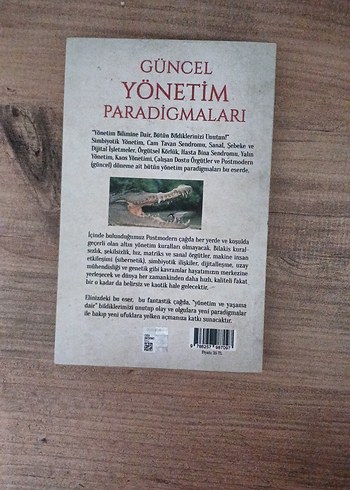 GÜNCEL
YÖNETİM
PARADİGMALARI
"Yönetim Bilimine Dair, Bütün Bildiklerinizi Unutun!"
Simbiyotik Yönetim, Cam Tavan Sendromu, Sanal, Şebeke ve
Dijital İşletmeler, Örgütsel Körlük, Hasta Bina Sendromu, Yalın
Yönetim, Kaos Yönetimi, Çalışan Dostu Örgütler ve Postmodern
(güncel) döneme ait bütün yönetim paradigmaları bu eserde.
İçinde bulunduğumuz Postmodern çağda her yerde ve koşulda
geçerli olan altın yönetim kuralları olmayacak. Bilakis kural-
sızlık, şekilsizlik, hız, matriks ve sanal örgütler, makine insan
etkileşimi (sibernetik), simbiyotik ilişkiler, dijitalleşme, uzay
mühendisliği ve genetik gibi kavramlar hayatımızın merkezine
yerleşecek ve dünya her zamankinden daha hızlı, kaliteli fakat
bir o kadar da belirsiz ve kaotik hale gelecektir.
Elinizdeki bu eser, bu fantastik çağda, "yönetim ve yaşama
dair" bildiklerimizi unutup olay ve olgulara yeni paradigmalar
ile bakıp yeni ufuklara yelken açmanıza katkı sunacaktır.